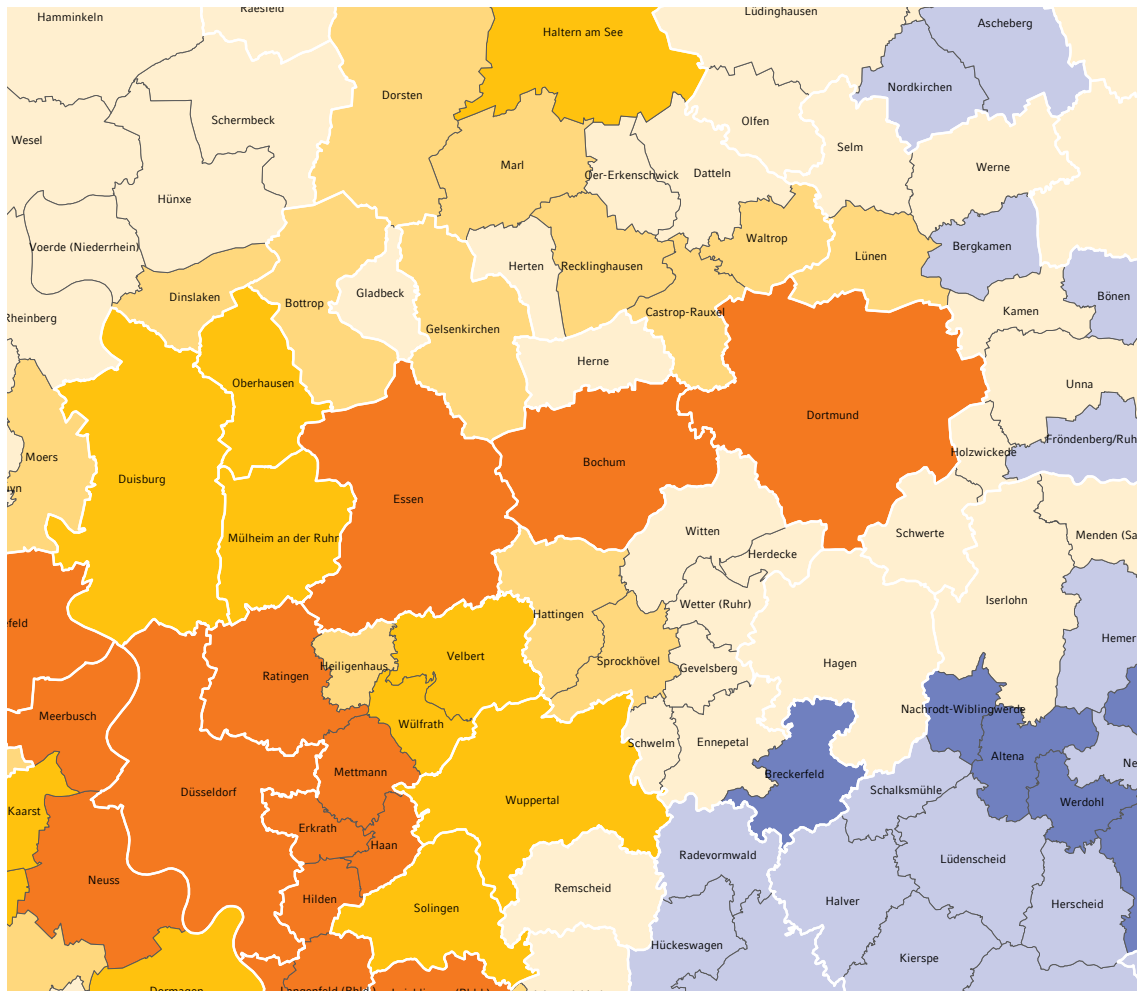 Hamminkeln
Raesfeld
Haltern am See
Lüdinghausen
Ascheberg
Nordkirchen
Dorsten
Schermbeck
Olfen
Wesel
Selm
Marl
Oer-Erkenschwick
Datteln
Werne
Hünxe
Voerde (Niederrhein)
Waltrop
Bergkamen
Lünen
Herten
Recklinghausen
Gladbeck
Dinslaken
Bottrop
Bönen
Rheinberg
Castrop-Rauxel
Kamen
Gelsenkirchen
Herne
Oberhausen
Unna
Dortmund
Fröndenberg/Ruh
Holzwickede
Moers
Bochum
Duisburg
uyn
Essen
Witten
Schwerte
Menden (Sa
Mülheim an der Ruhr
Herdecke
Iserlohn
Wetter (Ruhr)
Hattingen
efeld
Hemer
Velbert
Sprockhövel
Hagen
Heiligenhaus
Gevelsberg
Ratingen
Nachrodt-Wiblingwerde
Meerbusch
Wülfrath
Schwelm
Ennepetal
Altena
Ne
Mettmann
Breckerfeld
Düsseldorf
Schalksmühle
Wuppertal
Werdohl
Kaarst
Erkrath
Haan
Radevormwald
Lüdenscheid
Neuss
Remscheid
Hilden
Halver
Herscheid
Solingen
Hückeswagen
Kierspe
Dormagen